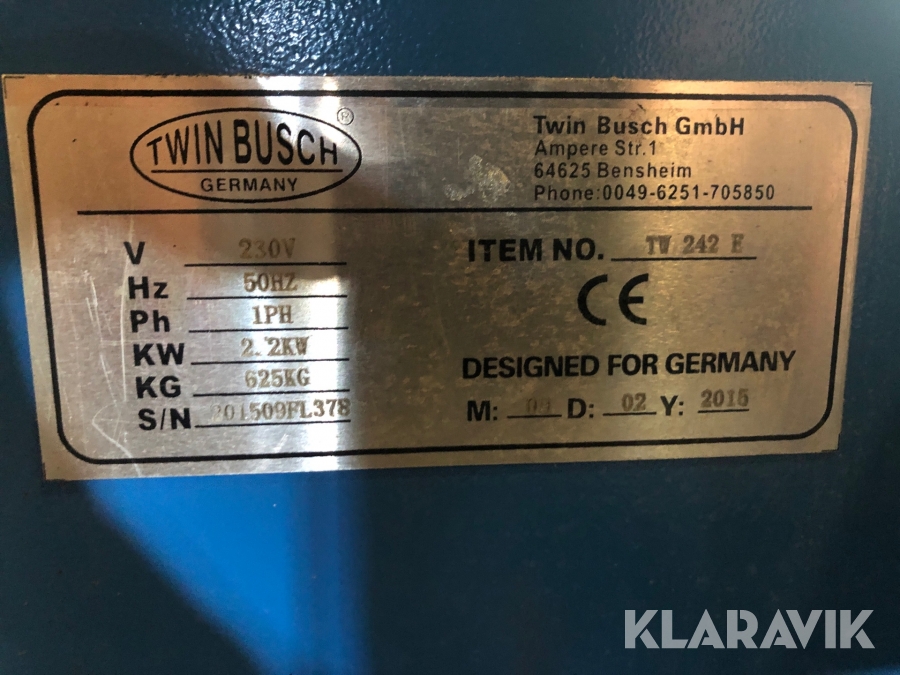 TWIN BUSCH ®
GERMANY
Twin Busch GmbH
Ampere Str.1
64625 Bensheim
Phone:0049-6251-705850
V 230V
Hz 50HZ
Ph 1PH
KW 2.2KW
KG 625KG
S/N 201509FL378
ITEM NO. TW 242 E
CE
DESIGNED FOR GERMANY
M: D: 02 Y: 2015
KLARAVIK